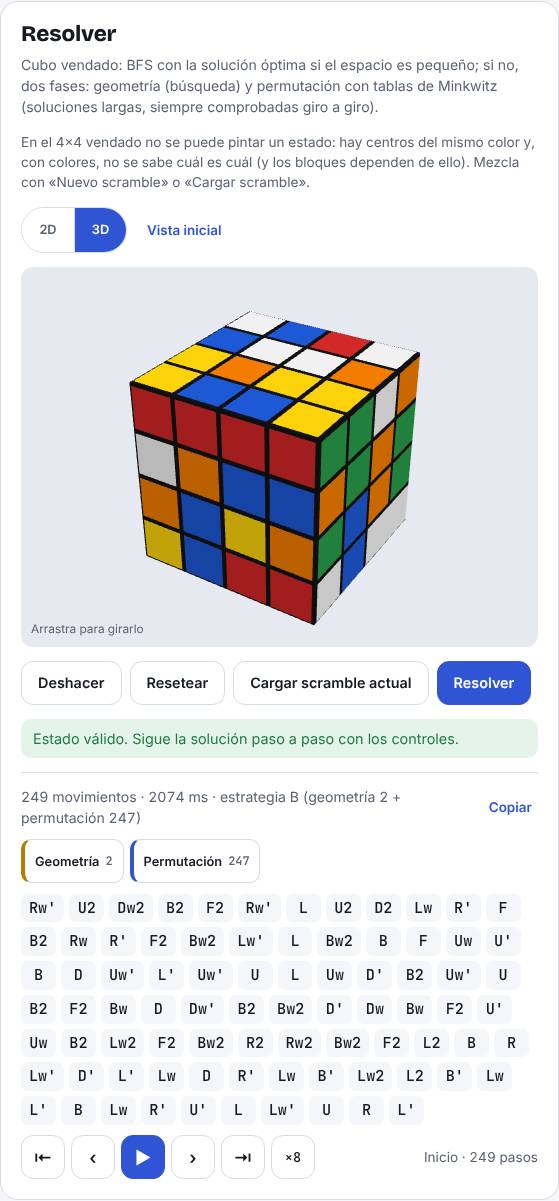 Resolver
Cubo vendado: BFS con la solución óptima si el espacio es pequeño; si no,
dos fases: geometría (búsqueda) y permutación con tablas de Minkwitz
(soluciones largas, siempre comprobadas giro a giro).
En el 4×4 vendado no se puede pintar un estado: hay centros del mismo color y,
con colores, no se sabe cuál es cuál (y los bloques dependen de ello). Mezcla
con «Nuevo scramble» o «Cargar scramble».
2D 3D Vista inicial
Arrastra para girarlo
Deshacer Resetear Cargar scramble actual Resolver
Estado válido. Sigue la solución paso a paso con los controles.
249 movimientos · 2074 ms · estrategia B (geometría 2 +
permutación 247)
Copiar
Geometría 2 Permutación 247
Rw' U2 Dw2 B2 F2 Rw' L U2 D2 Lw R' F
B2 Rw R' F2 Bw2 Lw' L Bw2 B F Uw U'
B D Uw' L' Uw' U L Uw D' B2 Uw' U
B2 F2 Bw D Dw' B2 Bw2 D' Dw Bw F2 U'
Uw B2 Lw2 F2 Bw2 R2 Rw2 Bw2 F2 L2 B R
Lw' D' L' Lw D R' Lw B' Lw2 L2 B' Lw
L' B Lw R' U' L Lw' U R L'
×8 Inicio · 249 pasos